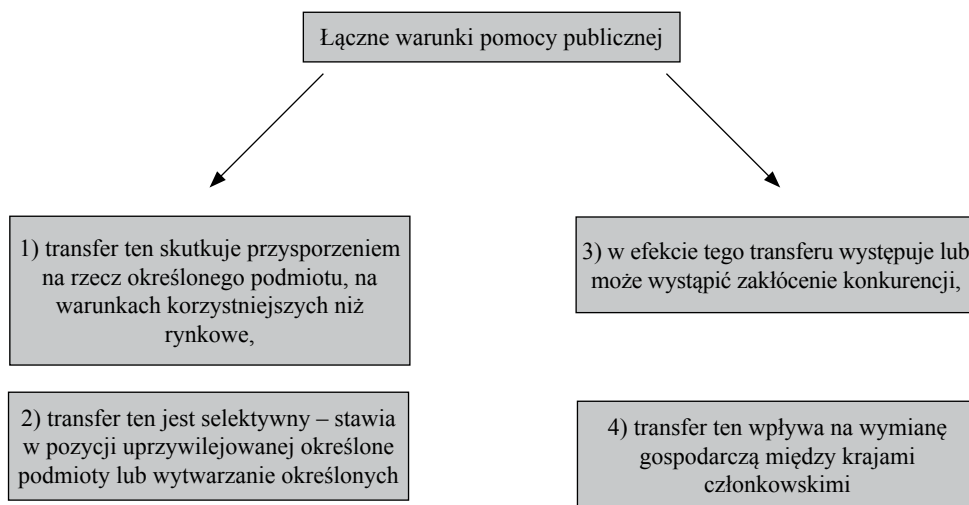 Łączne warunki pomocy publicznej
1) transfer ten skutkuje przysporzeniem
na rzecz określonego podmiotu, na
warunkach korzystniejszych niż
rynkowe,
2) transfer ten jest selektywny – stawia
w pozycji uprzywilejowanej określone
podmioty lub wytwarzanie określonych
3) w efekcie tego transferu występuje lub
może wystąpić zakłócenie konkurencji,
4) transfer ten wpływa na wymianę
gospodarczą między krajami
członkowskimi